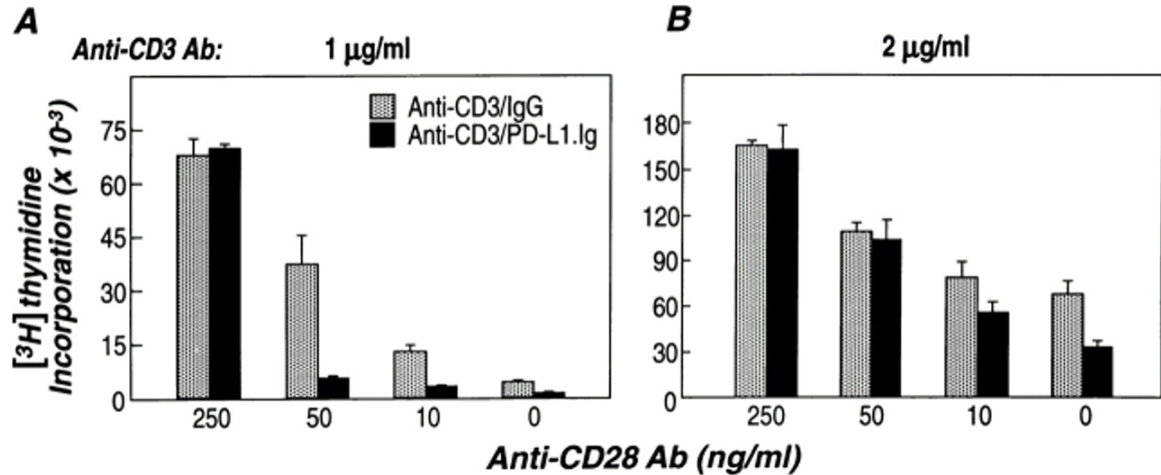 A
B
Anti-CD3 Ab: 1 µg/ml
2 µg/ml
Anti-CD3/IgG
Anti-CD3/PD-L1.Ig
[³H] thymidine
Incorporation (x 10⁻³)
75
60
45
30
15
0
180
150
120
90
60
30
0
250 50 10 0
250 50 10 0
Anti-CD28 Ab (ng/ml)